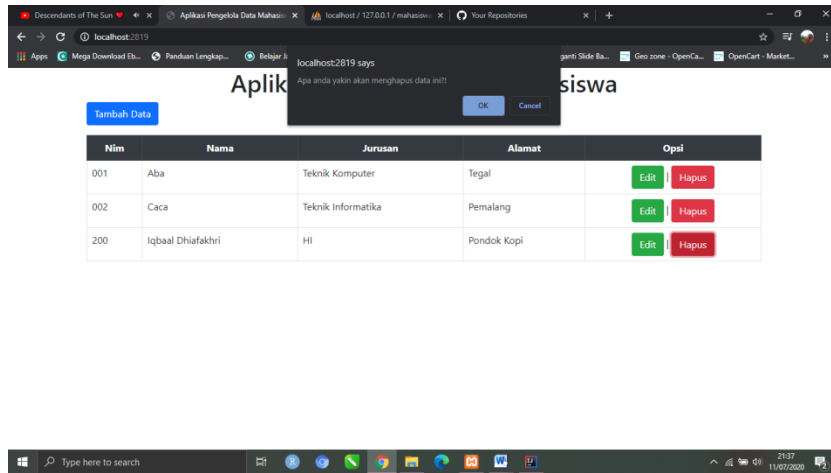 Descendants of The Sun
Aplikasi Pengelola Data Mahasis
localhost / 127.0.0.1 / mahasiswa
Your Repositories
localhost:2819
Apps
Mega Download Eb...
Panduan Lengkap...
Belajar
ganti Slide Ba...
Geo zone - OpenCa...
OpenCart - Market...
localhost:2819 says
Apa anda yakin akan menghapus data ini?!
OK Cancel
Aplik siswa
Tambah Data
Nim Nama Jurusan Alamat Opsi
001 Aba Teknik Komputer Tegal Edit | Hapus
002 Caca Teknik Informatika Pemalang Edit | Hapus
200 Iqbaal Dhiafakhri HI Pondok Kopi Edit | Hapus
Type here to search
21:37
11/07/2020